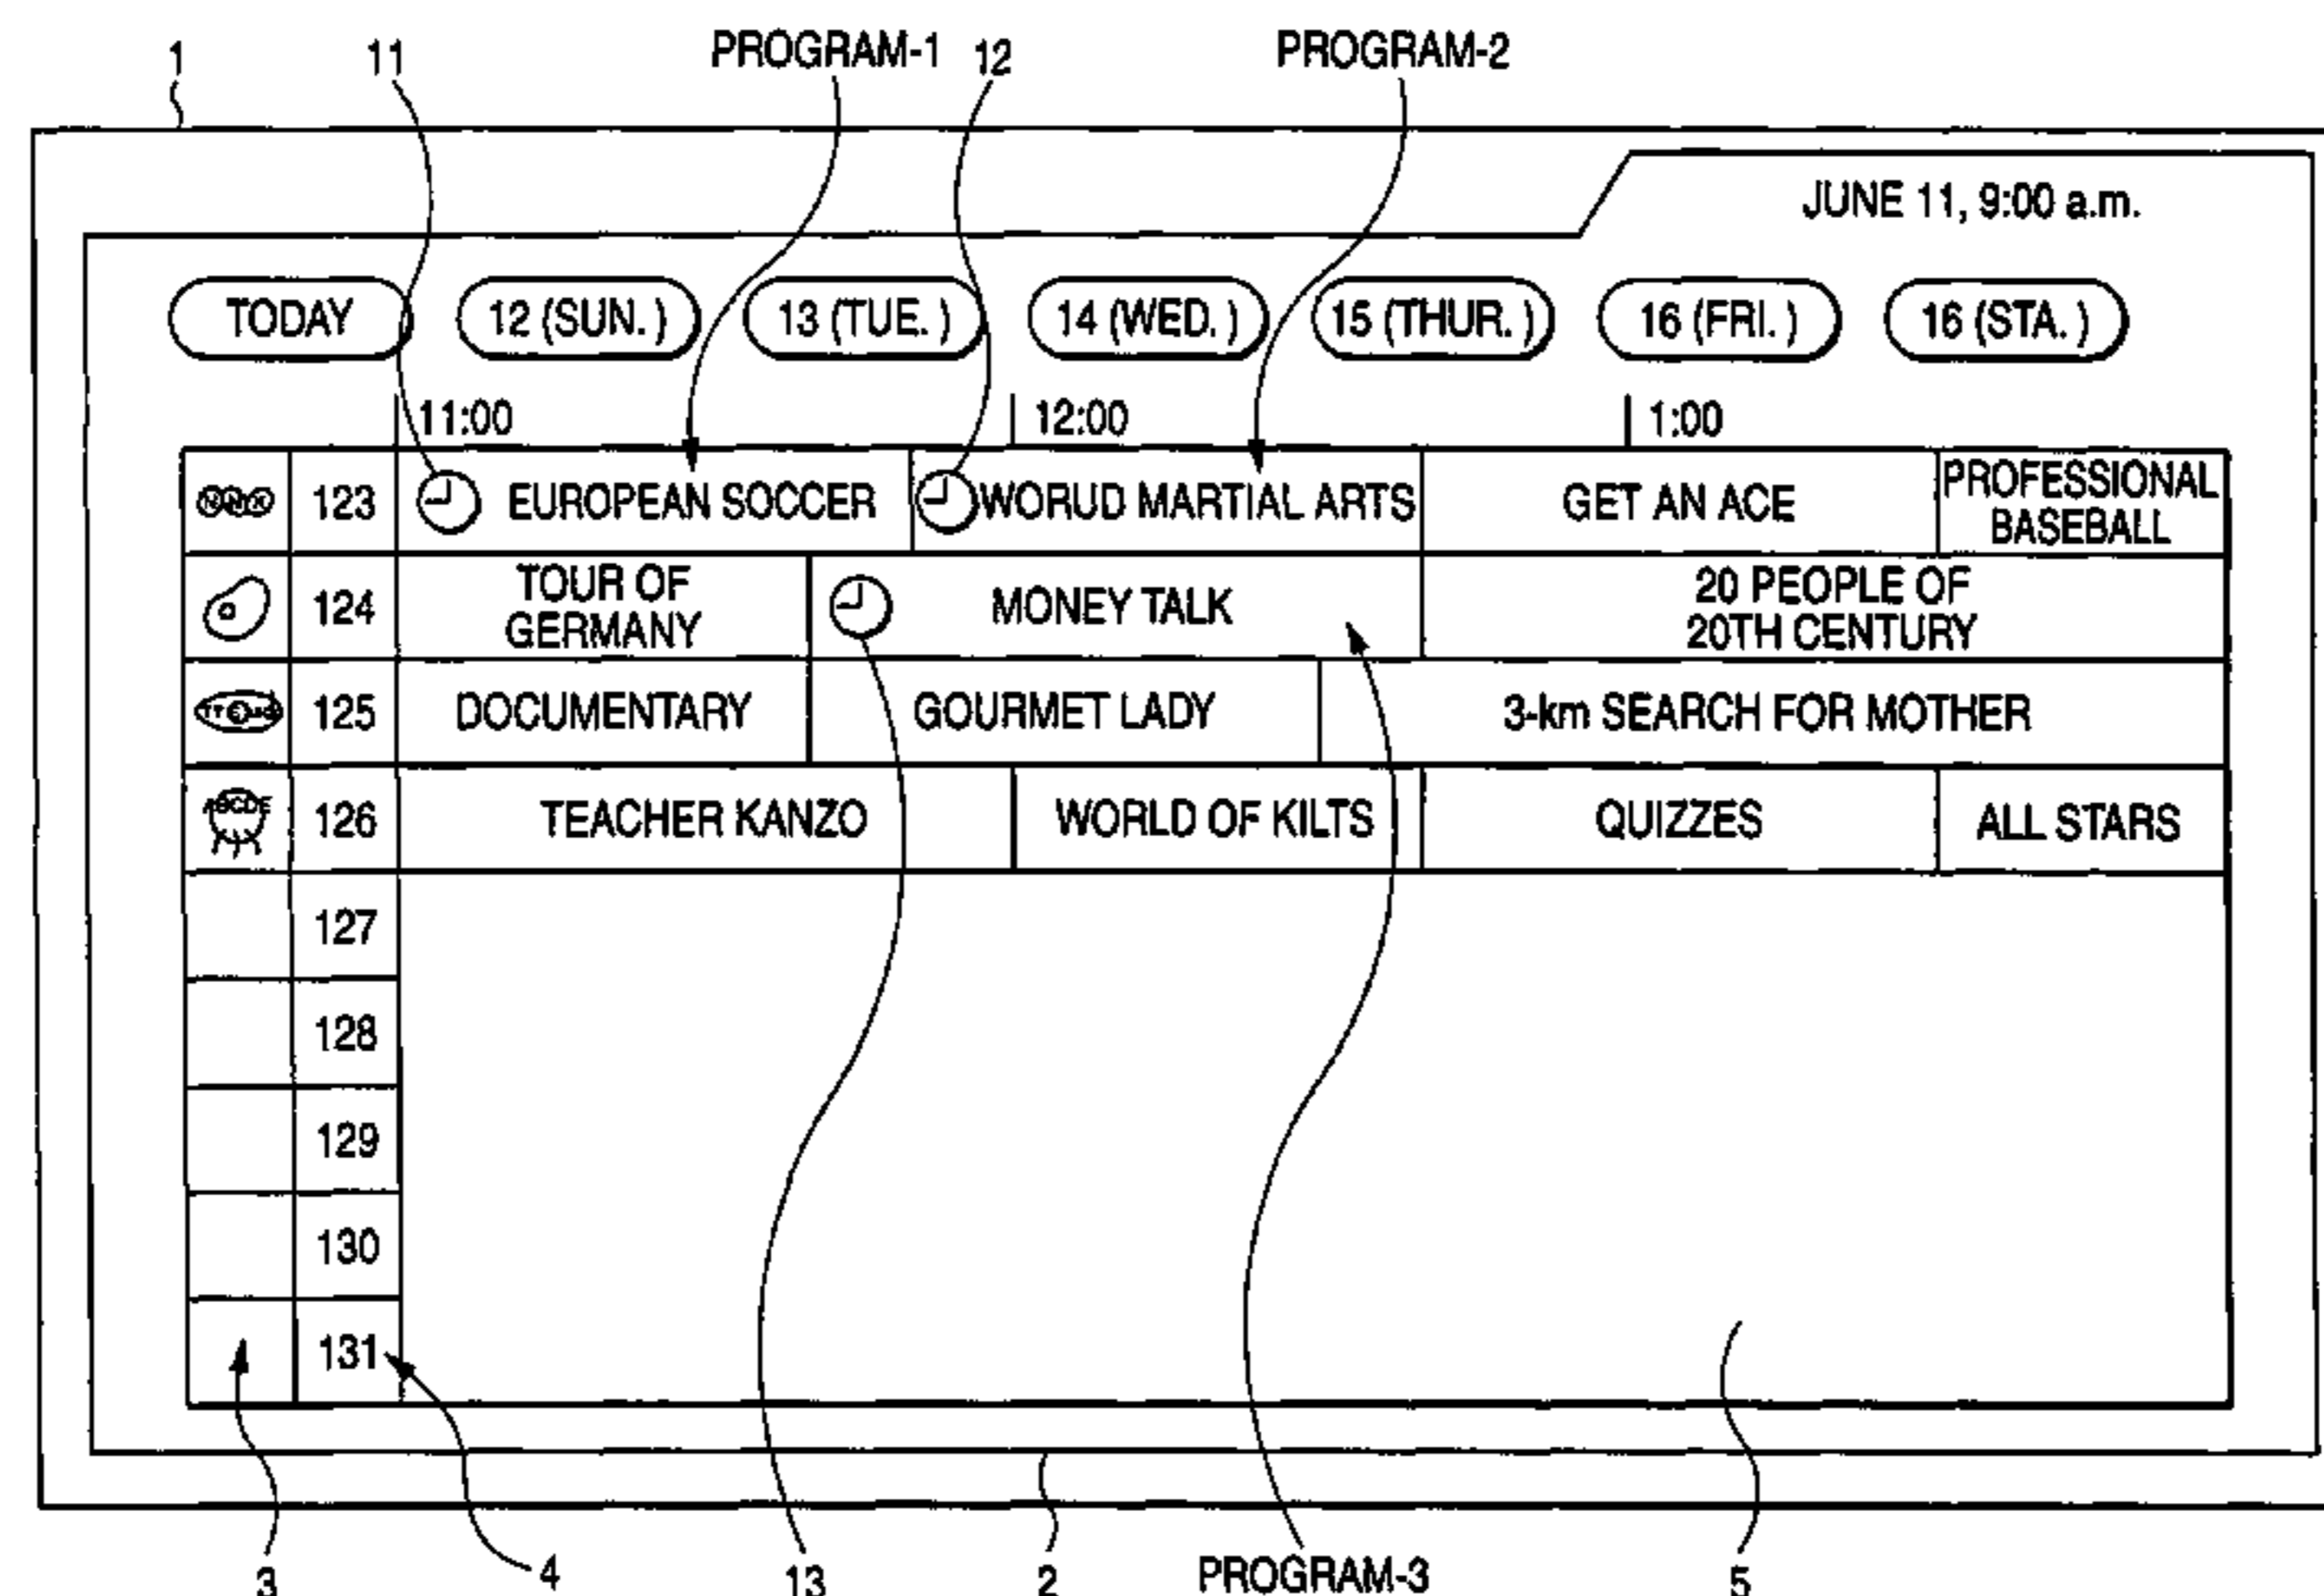 1 11 PROGRAM-1 12 PROGRAM-2
JUNE 11, 9:00 a.m.
TODAY 12 (SUN. ) 13 (TUE. ) 14 (WED. ) 15 (THUR. ) 16 (FRI. ) 16 (STA. )
11:00 12:00 1:00
123 EUROPEAN SOCCER WORUD MARTIAL ARTS GET AN ACE PROFESSIONAL
BASEBALL
124 TOUR OF
GERMANY MONEY TALK 20 PEOPLE OF
20TH CENTURY
125 DOCUMENTARY GOURMET LADY 3-km SEARCH FOR MOTHER
ABCDE 126 TEACHER KANZO WORLD OF KILTS QUIZZES ALL STARS
127
128
129
130
131
3 4 13 2 PROGRAM-3 5